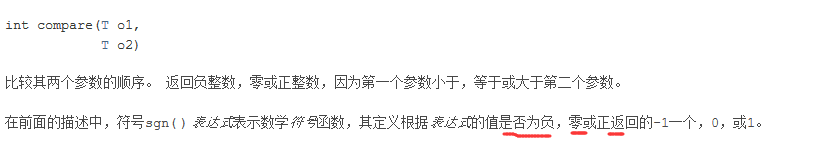 int compare(T o1,
T o2)
比较其两个参数的顺序。 返回负整数，零或正整数，因为第一个参数小于，等于或大于第二个参数。
在前面的描述中，符号sgn() 表达式表示数学符号函数，其定义根据表达式的值是否为负，零或正返回的-1一个，0，或1。